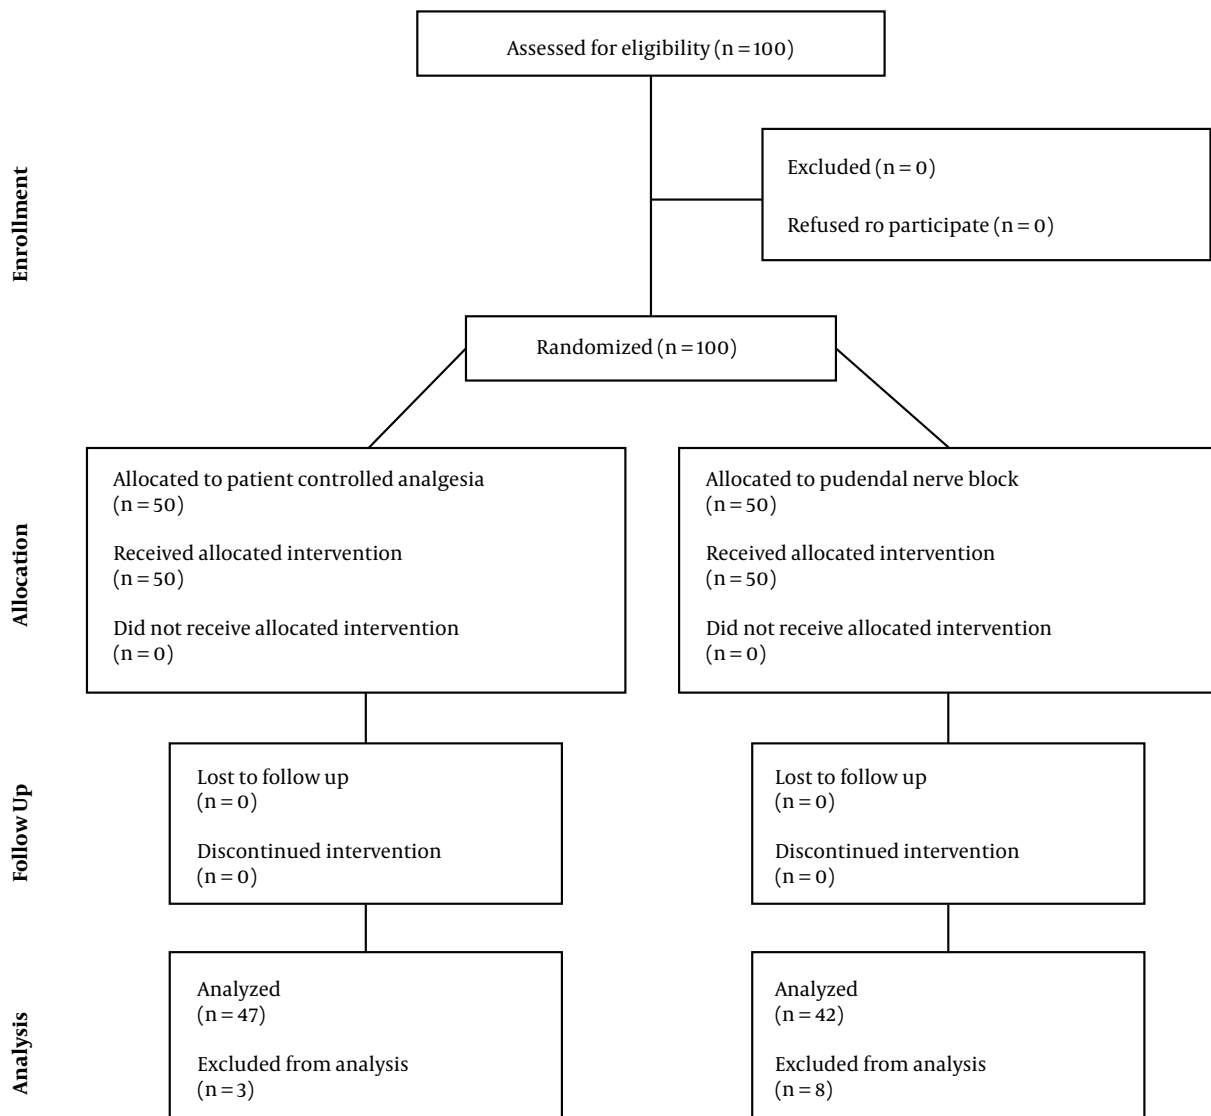 Assessed for eligibility (n = 100)
Enrollment
Excluded (n = 0)
Refused ro participate (n = 0)
Randomized (n = 100)
Allocation
Allocated to patient controlled analgesia
(n = 50)
Received allocated intervention
(n = 50)
Did not receive allocated intervention
(n = 0)
Allocated to pudendal nerve block
(n = 50)
Received allocated intervention
(n = 50)
Did not receive allocated intervention
(n = 0)
Follow Up
Lost to follow up
(n = 0)
Discontinued intervention
(n = 0)
Lost to follow up
(n = 0)
Discontinued intervention
(n = 0)
Analysis
Analyzed
(n = 47)
Excluded from analysis
(n = 3)
Analyzed
(n = 42)
Excluded from analysis
(n = 8)